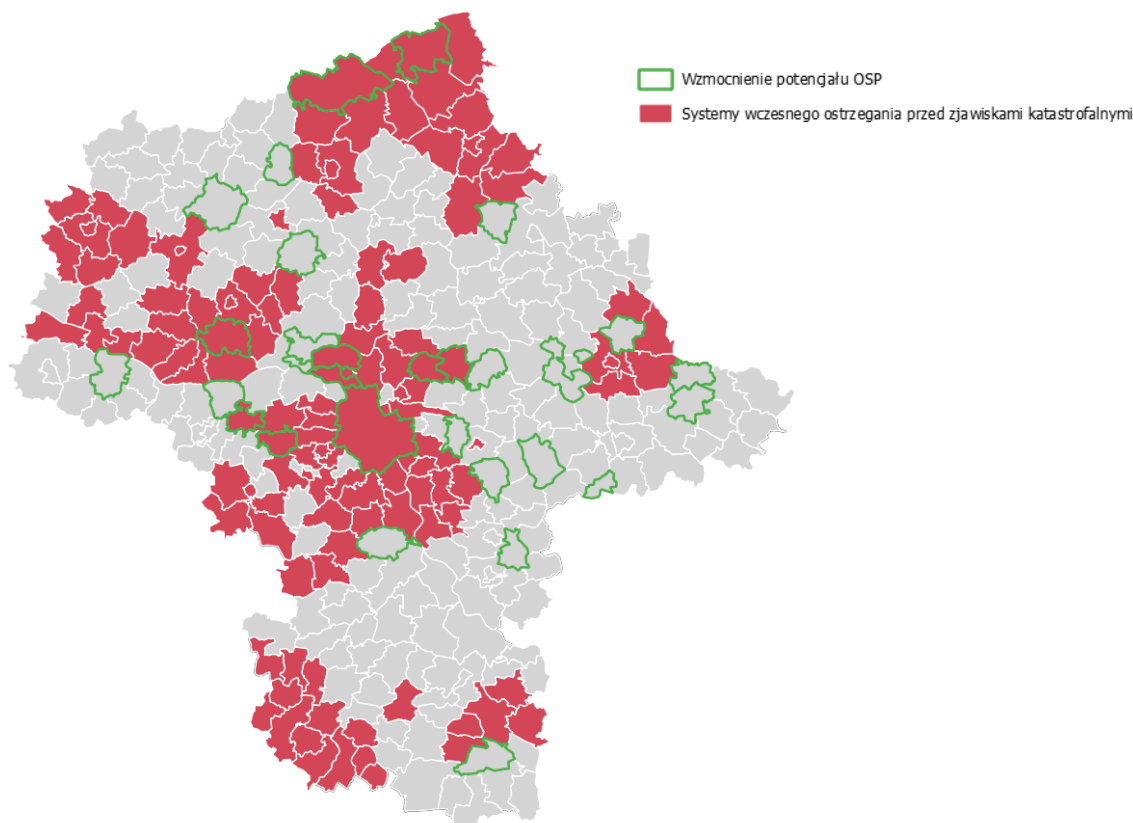 Wzmocnienie potencjału OSP
Systemy wczesnego ostrzegania przed zjawiskami katastrofalnymi